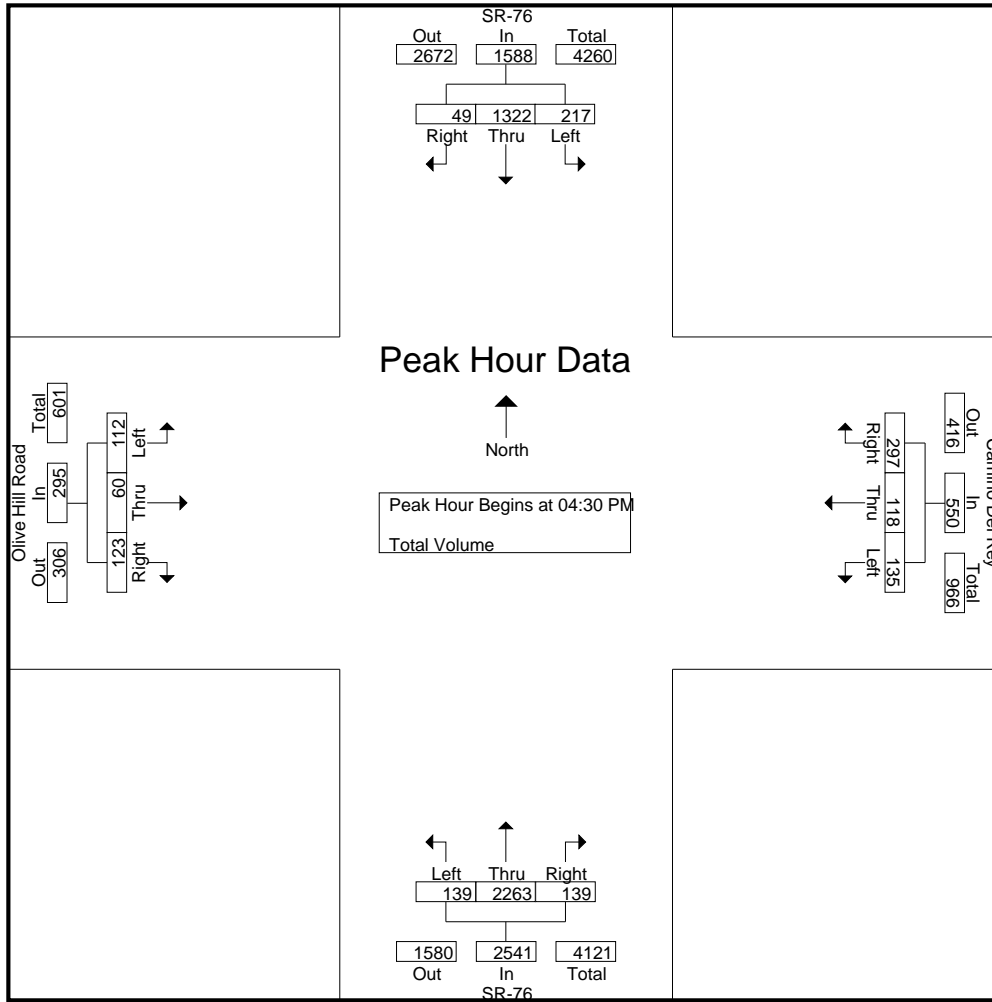 SR-76
Out In Total
2672 1588 4260
49 1322 217
Right Thru Left
Peak Hour Data
North
Peak Hour Begins at 04:30 PM
Total Volume
Olive Hill Road
Out In Total
306 295 601
112 60 123
Left Thru Right
Camino Del Rey
Out In Total
416 550 966
297 118 135
Right Thru Left
Left Thru Right
139 2263 139
1580 2541 4121
Out In Total
SR-76